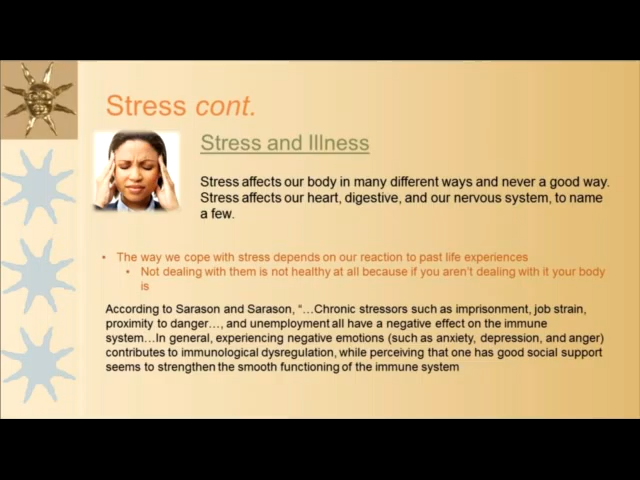 Stress cont.
Stress and Illness
Stress affects our body in many different ways and never a good way.
Stress affects our heart, digestive, and our nervous system, to name
a few.
• The way we cope with stress depends on our reaction to past life experiences
• Not dealing with them is not healthy at all because if you aren’t dealing with it your body
is
According to Sarason and Sarason, “…Chronic stressors such as imprisonment, job strain,
proximity to danger…, and unemployment all have a negative effect on the immune
system…In general, experiencing negative emotions (such as anxiety, depression, and anger)
contributes to immunological dysregulation, while perceiving that one has good social support
seems to strengthen the smooth functioning of the immune system